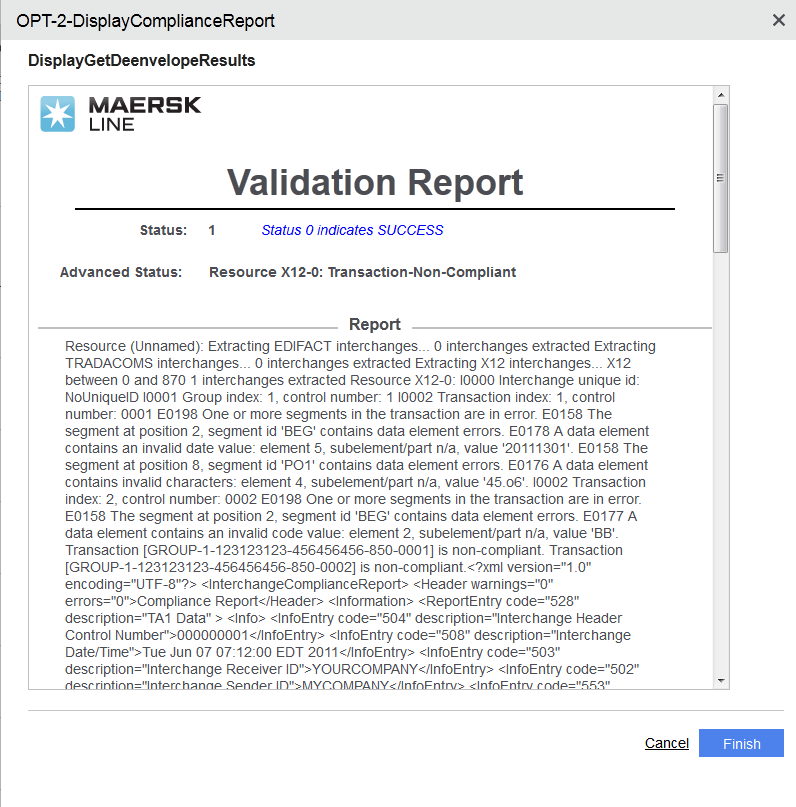 OPT-2-DisplayComplianceReport
DisplayGetDeenvelopeResults
MAERSK
LINE
Validation Report
Status: 1 Status 0 indicates SUCCESS
Advanced Status: Resource X12-0: Transaction-Non-Compliant
Report
Resource (Unnamed): Extracting EDIFACT interchanges... 0 interchanges extracted Extracting
TRADACOMS interchanges... 0 interchanges extracted Extracting X12 interchanges... X12
between 0 and 870 1 interchanges extracted Resource X12-0: I0000 Interchange unique id:
NoUniqueID I0001 Group index: 1, control number: 1 I0002 Transaction index: 1, control
number: 0001 E0198 One or more segments in the transaction are in error. E0158 The
segment at position 2, segment id 'BEG' contains data element errors. E0178 A data element
contains an invalid date value: element 5, subelement/part n/a, value '20111301'. E0158 The
segment at position 8, segment id 'PO1' contains data element errors. E0176 A data element
contains invalid characters: element 4, subelement/part n/a, value '45.o6'. I0002 Transaction
index: 2, control number: 0002 E0198 One or more segments in the transaction are in error.
E0158 The segment at position 2, segment id 'BEG' contains data element errors. E0177 A
data element contains an invalid code value: element 2, subelement/part n/a, value 'BB'.
Transaction [GROUP-1-123123123-456456456-850-0001] is non-compliant. Transaction
[GROUP-1-123123123-456456456-850-0002] is non-compliant.<?xml version="1.0"
encoding="UTF-8"?> <InterchangeComplianceReport> <Header warnings="0"
errors="0">Compliance Report</Header> <Information> <ReportEntry code="528"
description="TA1 Data" > <Info> <InfoEntry code="504" description="Interchange Header
Control Number">000000001</InfoEntry> <InfoEntry code="508" description="Interchange
Date/Time">Tue Jun 07 07:12:00 EDT 2011</InfoEntry> <InfoEntry code="503"
description="Interchange Receiver ID">YOURCOMPANY</InfoEntry> <InfoEntry code="502"
description="Interchange Sender ID">MYCOMPANY</InfoEntry> <InfoEntry code="553"
Cancel Finish